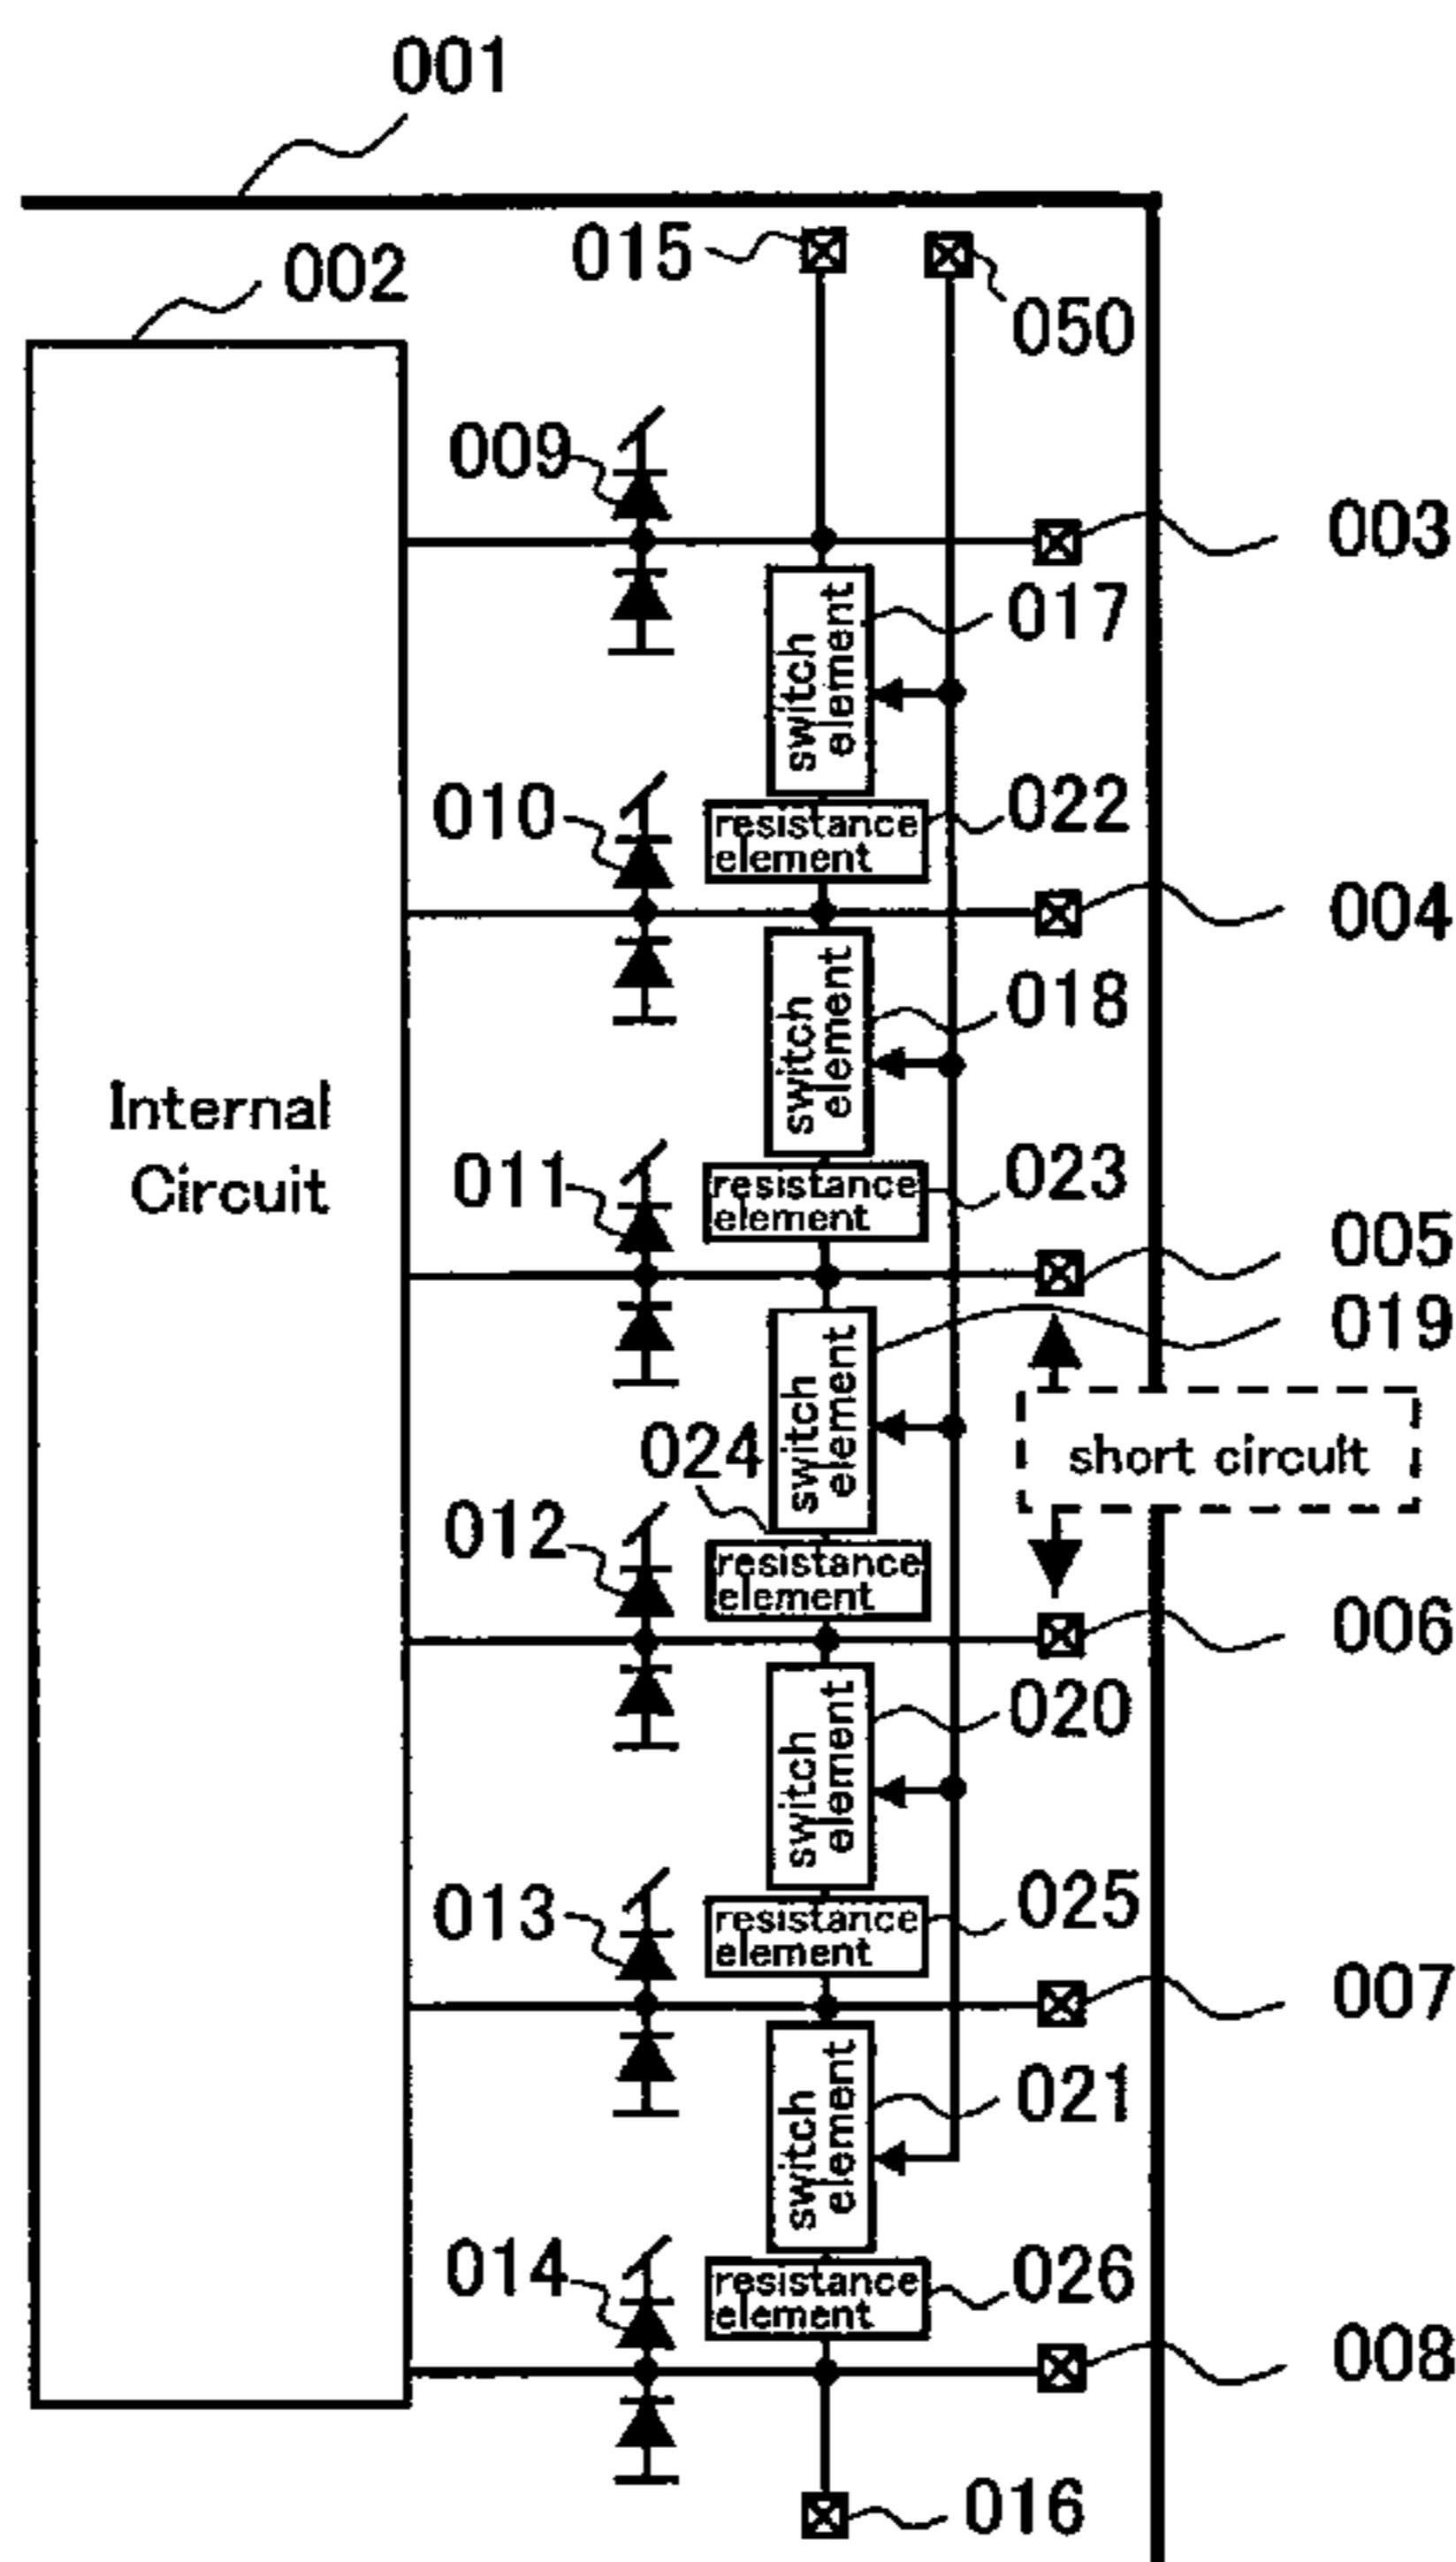 001
002
015
050
009
003
switch
element
017
010
resistance
element
022
004
switch
element
018
011
resistance
element
023
005
Internal
Circuit
switch
element
019
024
short circuit
012
resistance
element
006
switch
element
020
013
resistance
element
025
007
switch
element
021
014
resistance
element
026
008
016